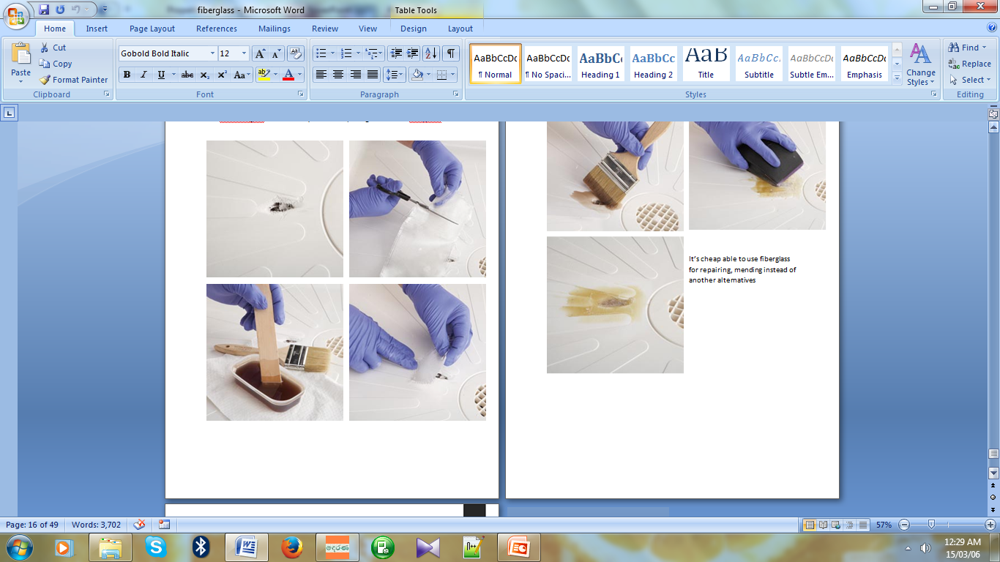 fiberglass - Microsoft Word
Table Tools
Home Insert Page Layout References Mailings Review View Design Layout
Paste
Cut
Copy
Format Painter
Clipboard
Gobold Bold Italic 12
Font
Paragraph
AaBbCcDc AaBbCcDc AaBbC AaBbCc AaB AaBbCc. AaBbCcDc AaBbCcDc
¶ Normal ¶ No Spaci... Heading 1 Heading 2 Title Subtitle Subtle Em... Emphasis
Change Styles
Styles
Find
Replace
Select
Editing
It's cheap able to use fiberglass
for repairing, mending instead of
another alternatives
Page: 16 of 49 Words: 3,702 57%
දෙරණ
12:29 AM
15/03/06